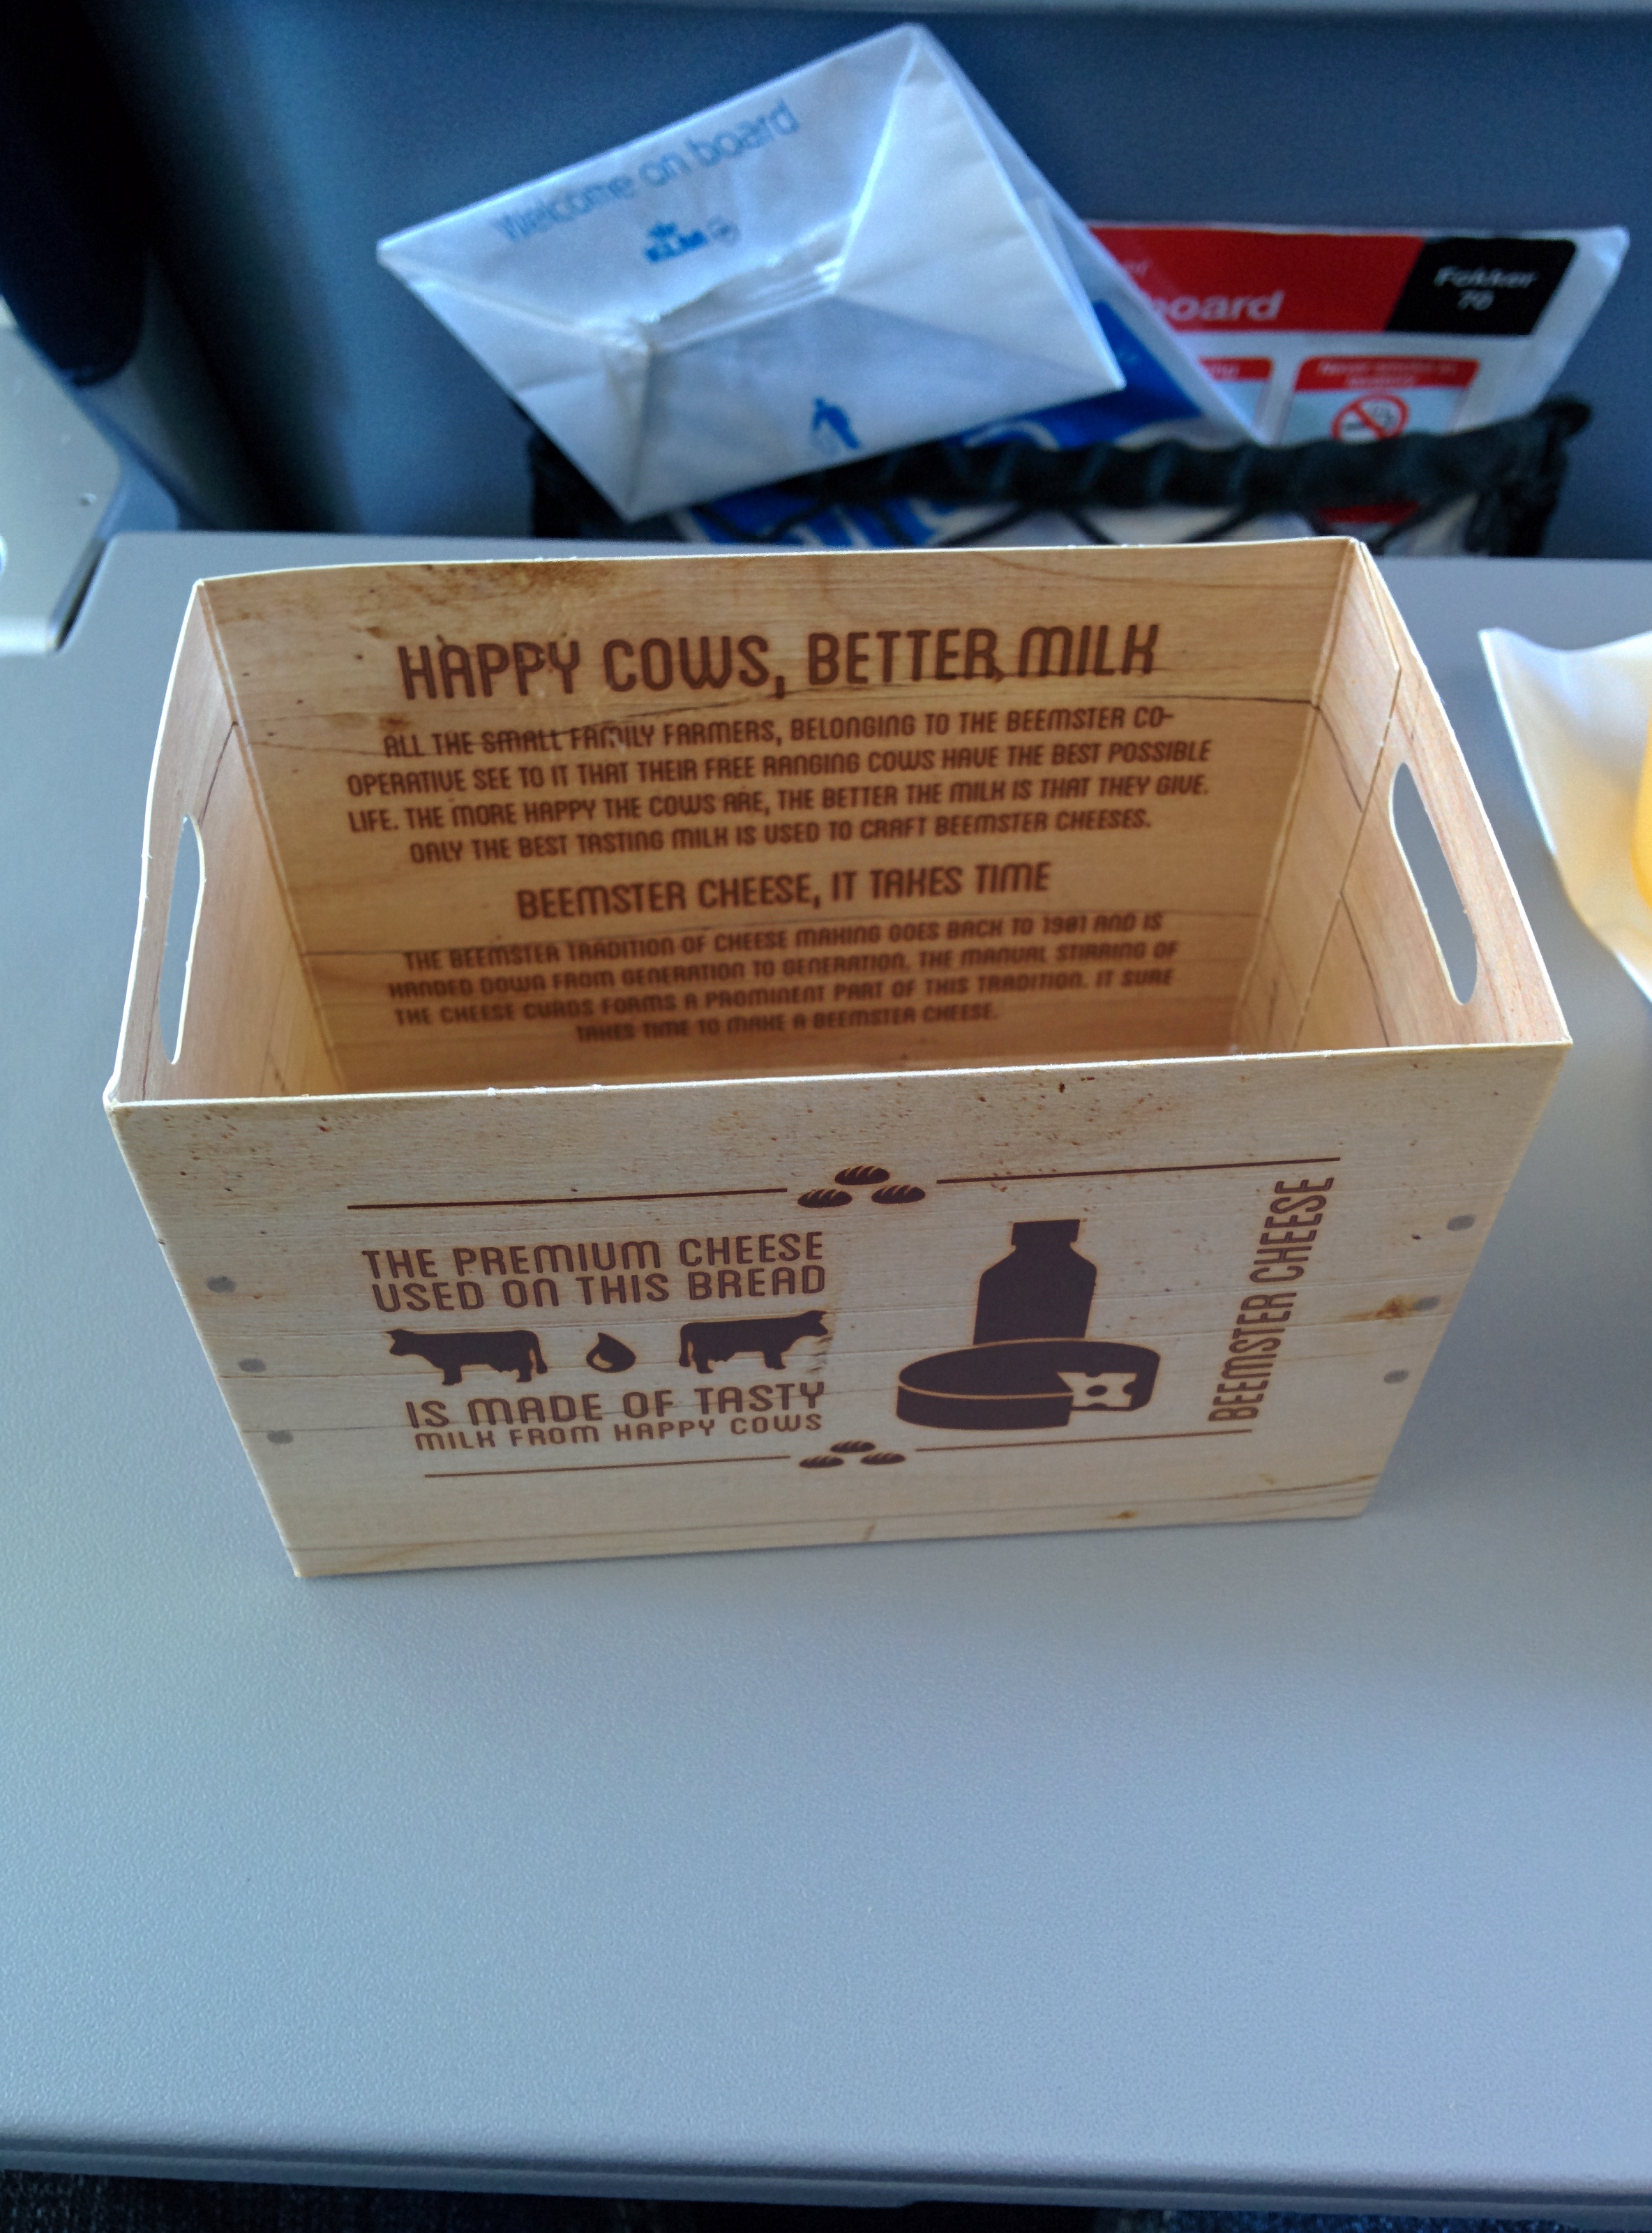 Welcome on board
KLM
board
Fokker
70
HAPPY COWS, BETTER MILK
ALL THE SMALL FAMILY FARMERS, BELONGING TO THE BEEMSTER CO-
OPERATIVE SEE TO IT THAT THEIR FREE RANGING COWS HAVE THE BEST POSSIBLE
LIFE. THE MORE HAPPY THE COWS ARE, THE BETTER THE MILK IS THAT THEY GIVE.
ONLY THE BEST TASTING MILK IS USED TO CRAFT BEEMSTER CHEESES.
BEEMSTER CHEESE, IT TAKES TIME
THE BEEMSTER TRADITION OF CHEESE MAKING GOES BACK TO 1901 AND IS
HANDED DOWN FROM GENERATION TO GENERATION. THE MANUAL STIRRING OF
THE CHEESE CURDS FORMS A PROMINENT PART OF THIS TRADITION. IT SURE
TAKES TIME TO MAKE A BEEMSTER CHEESE.
THE PREMIUM CHEESE
USED ON THIS BREAD
IS MADE OF TASTY
MILK FROM HAPPY COWS
BEEMSTER CHEESE